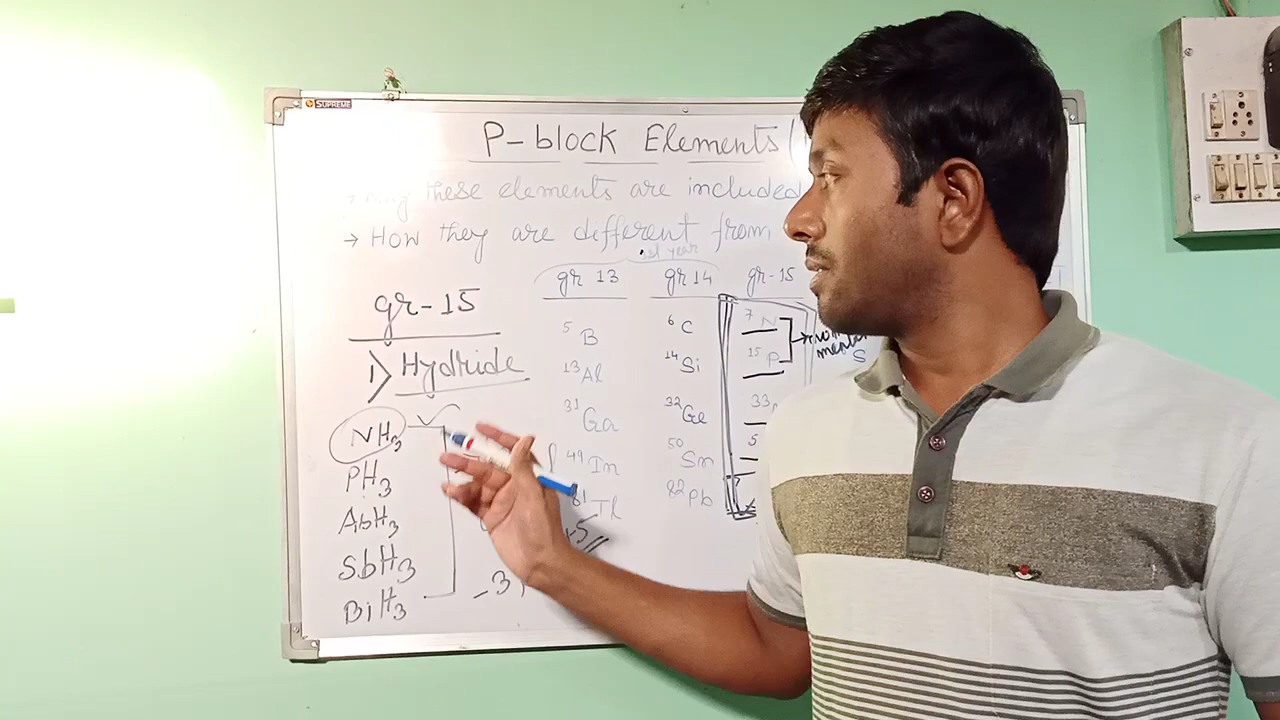 SUPREME
P-block Elements (
these elements are included
→ How they are different from
1st year
gr 13 gr 14 gr-15
gr-15
1) Hydride
5 B 6 C 7 N
13 Al 14 Si 15 P
31 Ga 32 Ge 33
49 In 50 Sn 5
81 Tl 82 Pb
NH3
PH3
AsH3
SbH3
BiH3
-3